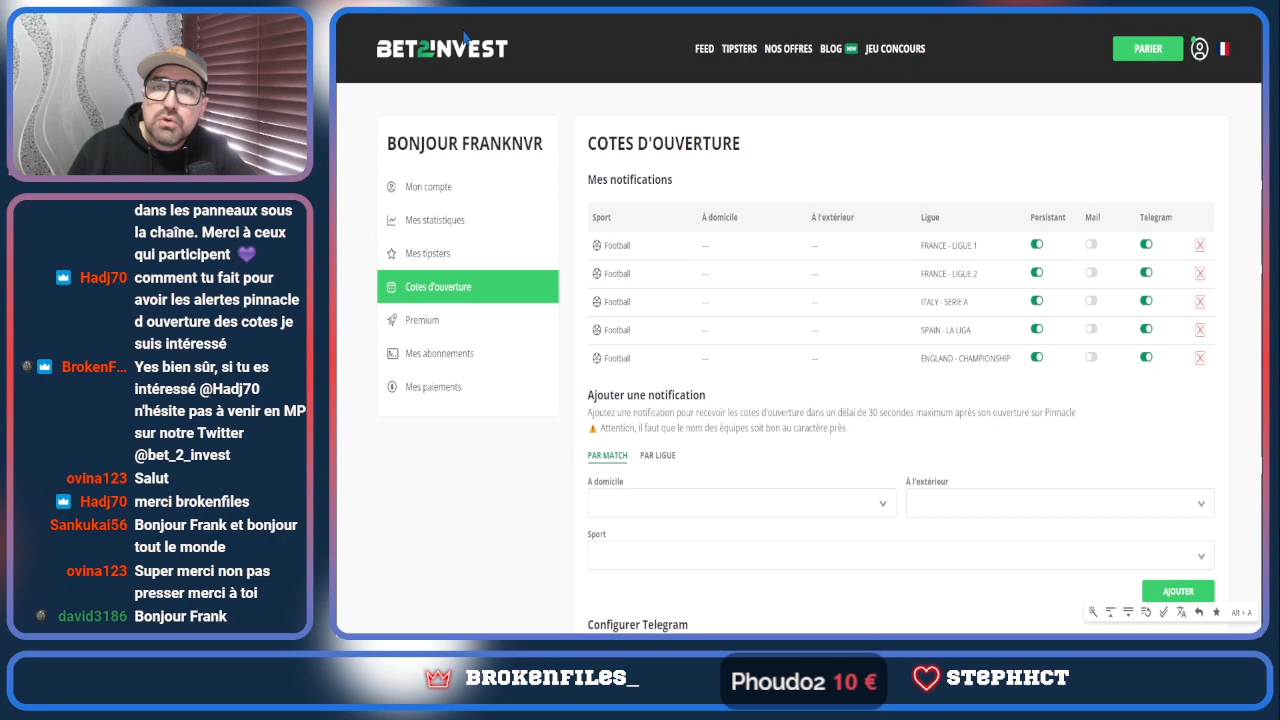 BET2INVEST
FEED TIPSTERS NOS OFFRES BLOG NEW JEU CONCOURS
PARIER
BONJOUR FRANKNVR
Mon compte
Mes statistiques
Mes tipsters
Cotes d'ouverture
Premium
Mes abonnements
Mes paiements
COTES D'OUVERTURE
Mes notifications
Sport À domicile À l'extérieur Ligue Persistant Mail Telegram
Football --- --- FRANCE - LIGUE 1
Football --- --- FRANCE - LIGUE 2
Football --- --- ITALY - SERIE A
Football --- --- SPAIN - LA LIGA
Football --- --- ENGLAND - CHAMPIONSHIP
Ajouter une notification
Ajoutez une notification pour recevoir les cotes d'ouverture dans un délai de 30 secondes maximum après son ouverture sur Pinnacle
Attention, il faut que le nom des équipes soit bon au caractère près
PAR MATCH PAR LIGUE
À domicile À l'extérieur
Sport
AJOUTER
Alt + A
Configurer Telegram
dans les panneaux sous
la chaîne. Merci à ceux
qui participent 💜
Hadj70 comment tu fait pour
avoir les alertes pinnacle
d ouverture des cotes je
suis intéressé
BrokenF... Yes bien sûr, si tu es
intéressé @Hadj70
n'hésite pas à venir en MP
sur notre Twitter
@bet_2_invest
ovina123 Salut
Hadj70 merci brokenfiles
Sankukai56 Bonjour Frank et bonjour
tout le monde
ovina123 Super merci non pas
presser merci à toi
david3186 Bonjour Frank
BROKENFILES_ Phoudo2 10 € STEPHHCT